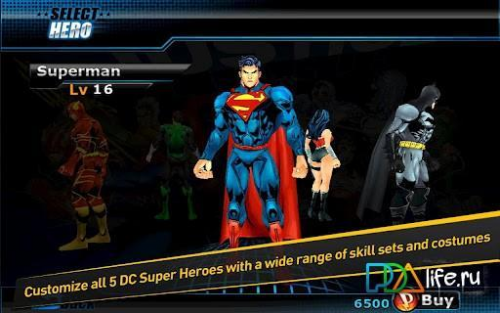 SELECT
HERO
Superman
Lv 16
Customize all 5 DC Super Heroes with a wide range of skill sets and costumes
PDAlife.ru
6500 Buy
BACK